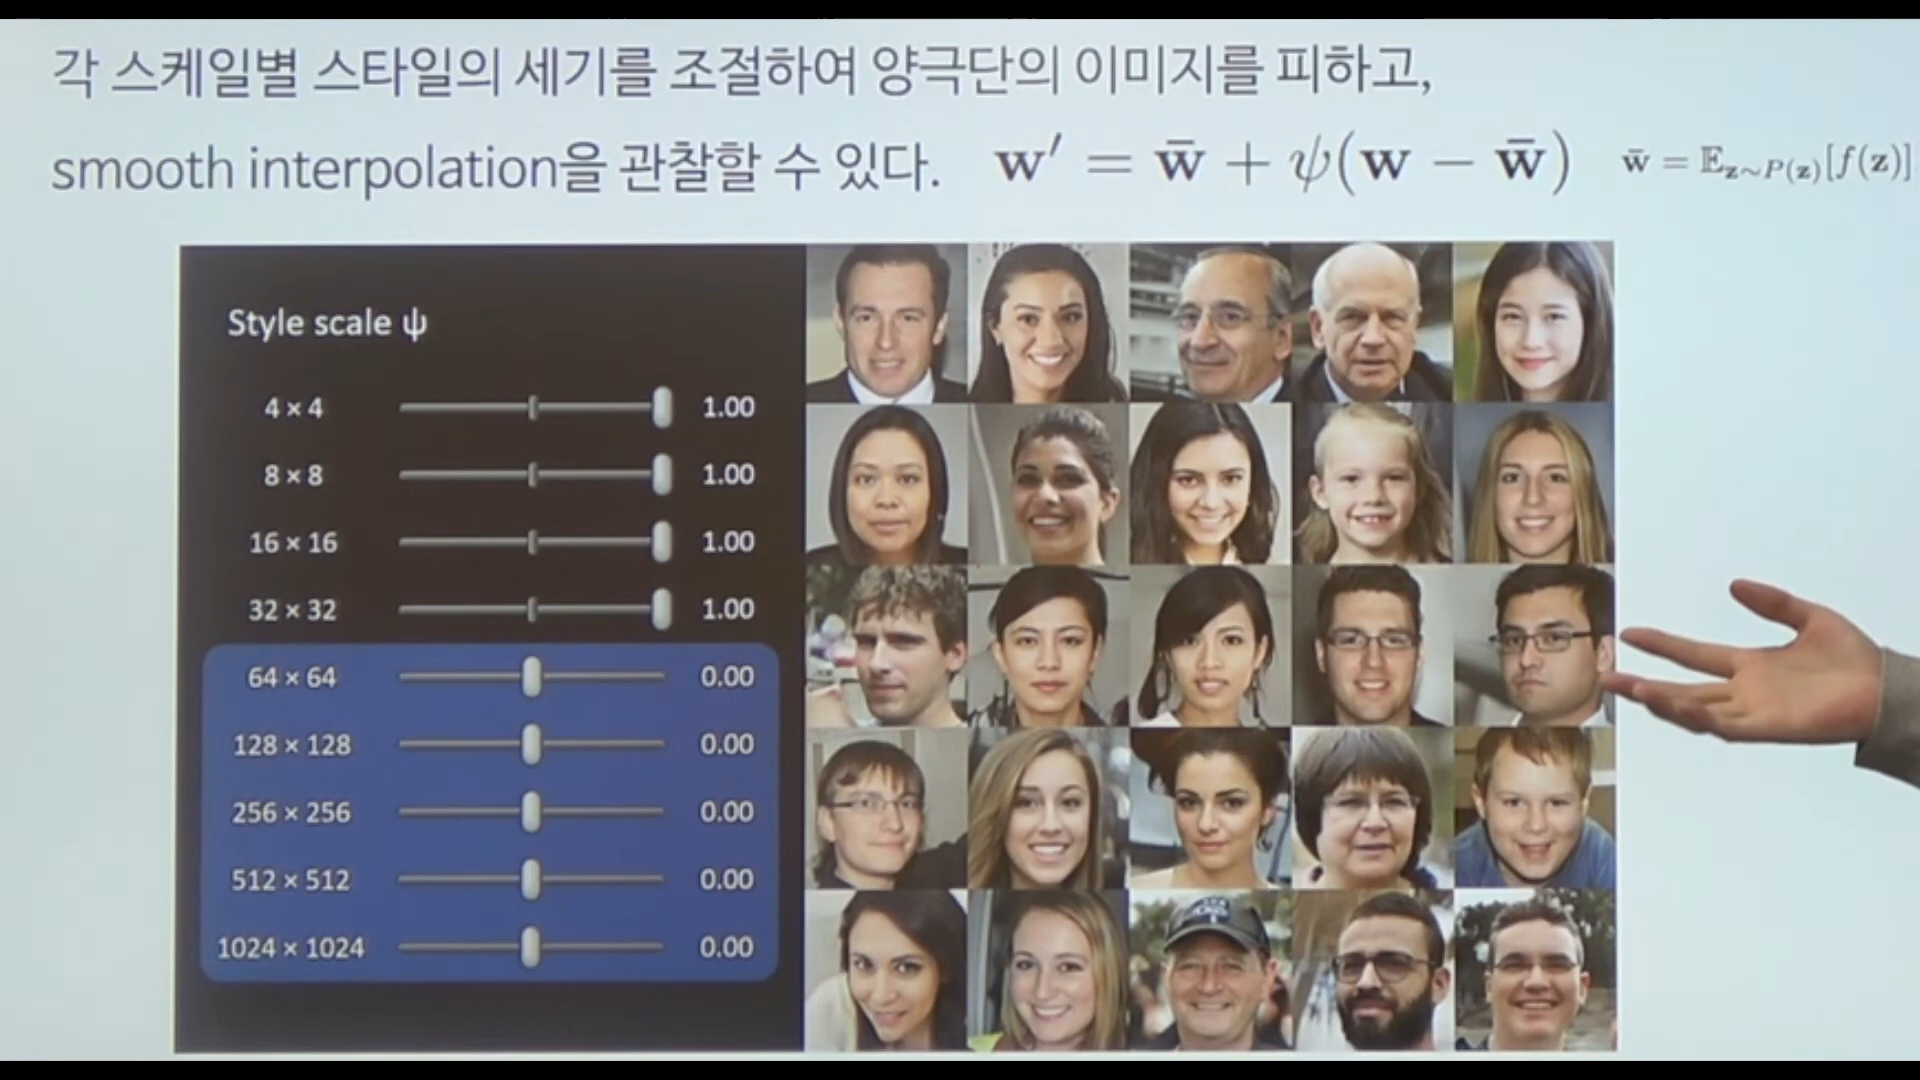 각 스케일별 스타일의 세기를 조절하여 양극단의 이미지를 피하고,
smooth interpolation을 관찰할 수 있다. w′ = w̄ + ψ(w − w̄) w̄ = 𝔼_{z∼P(z)}[f(z)]
Style scale ψ
4 × 4 1.00
8 × 8 1.00
16 × 16 1.00
32 × 32 1.00
64 × 64 0.00
128 × 128 0.00
256 × 256 0.00
512 × 512 0.00
1024 × 1024 0.00